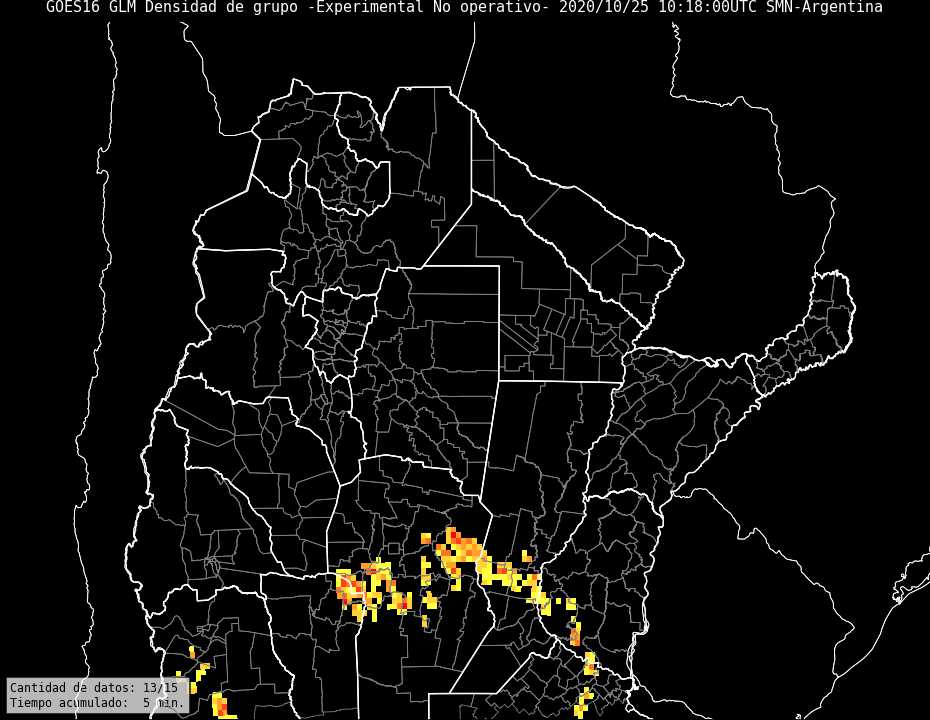 GOES16 GLM Densidad de grupo -Experimental No operativo- 2020/10/25 10:18:00UTC SMN-Argentina
Cantidad de datos: 13/15
Tiempo acumulado:  5 min.